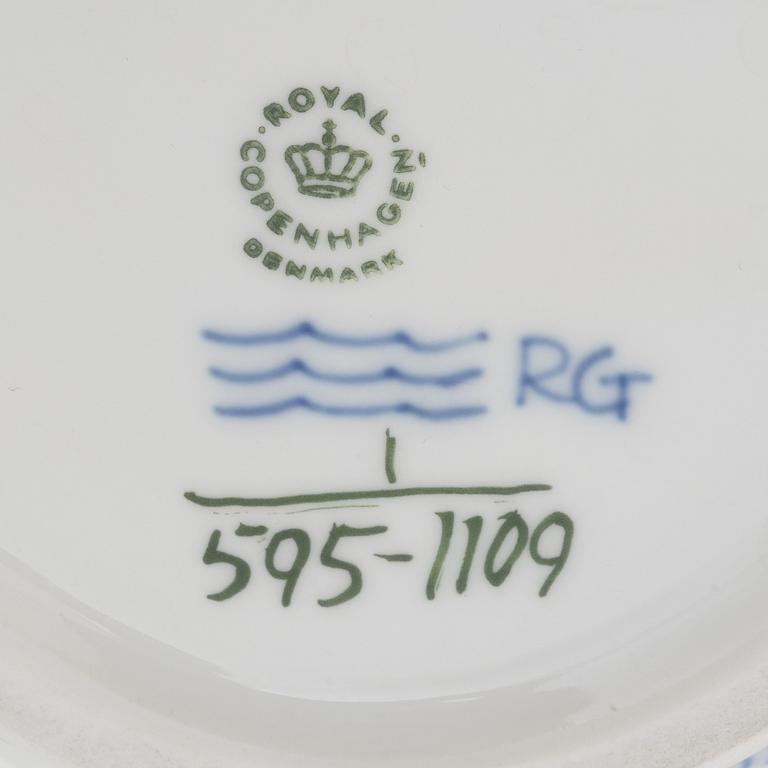 ROYAL
COPENHAGEN
DENMARK
RG
1
595-1109